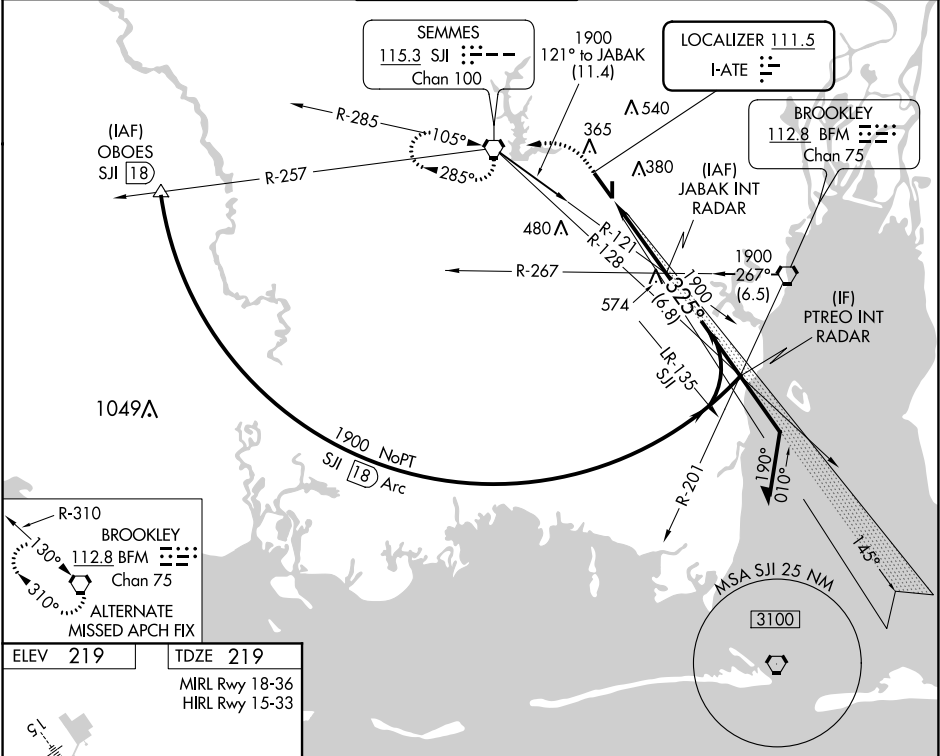 SEMMES
115.3 SJI
Chan 100
1900
121° to JABAK
(11.4)
LOCALIZER 111.5
I-ATE
BROOKLEY
112.8 BFM
Chan 75
(IAF)
OBOES
SJI 18
R-285
105°
285°
R-257
365
540
380
(IAF)
JABAK INT
RADAR
480
R-121
R-128
R-267
1900
267°
(6.5)
574
1900
325°
(6.8)
(IF)
PTREO INT
RADAR
LR-135
SJI
1049
1900 NoPT
SJI 18 Arc
R-201
190°
010°
145°
R-310
130°
310°
BROOKLEY
112.8 BFM
Chan 75
ALTERNATE
MISSED APCH FIX
MSA SJI 25 NM
3100
ELEV 219
TDZE 219
MIRL Rwy 18-36
HIRL Rwy 15-33
15